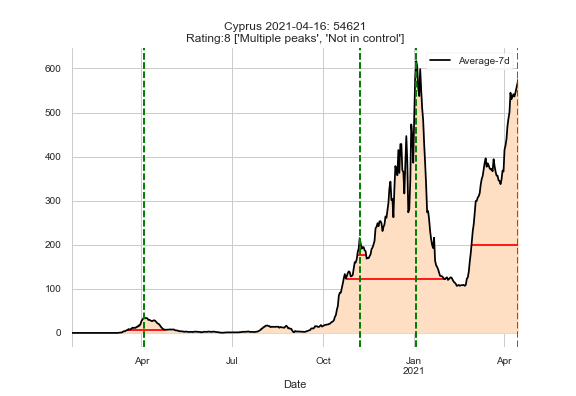 Cyprus 2021-04-16: 54621
Rating:8 ['Multiple peaks', 'Not in control']
Average-7d
600
500
400
300
200
100
0
Apr
Jul
Oct
Jan
2021
Apr
Date